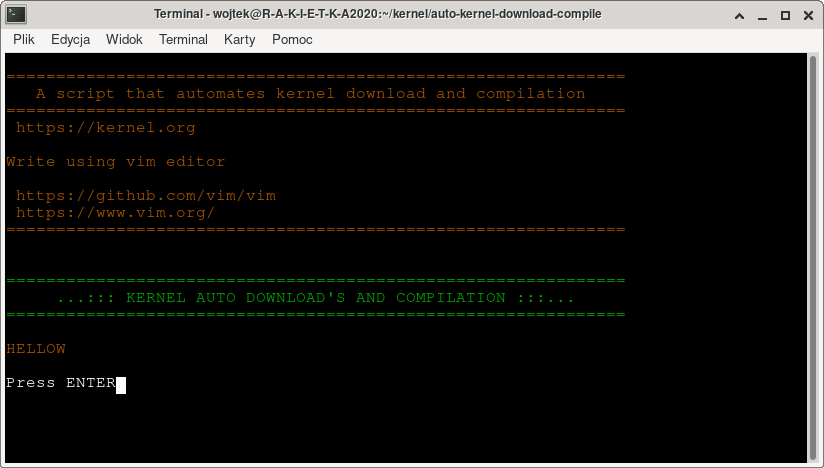 Terminal - wojtek@R-A-K-I-E-T-K-A2020:~/kernel/auto-kernel-download-compile
Plik Edycja Widok Terminal Karty Pomoc
==============================================================
A script that automates kernel download and compilation
==============================================================
https://kernel.org
Write using vim editor
https://github.com/vim/vim
https://www.vim.org/
==============================================================
==============================================================
...::: KERNEL AUTO DOWNLOAD'S AND COMPILATION :::...
==============================================================
HELLOW
Press ENTER